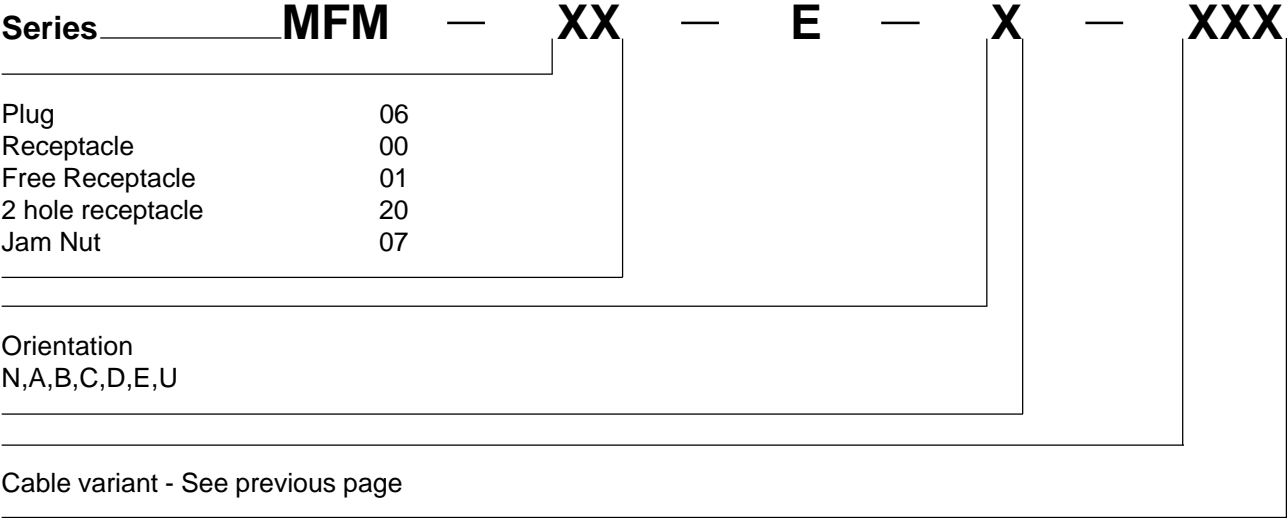 Series MFM — XX — E — X — XXX
Plug 06
Receptacle 00
Free Receptacle 01
2 hole receptacle 20
Jam Nut 07
Orientation
N,A,B,C,D,E,U
Cable variant - See previous page